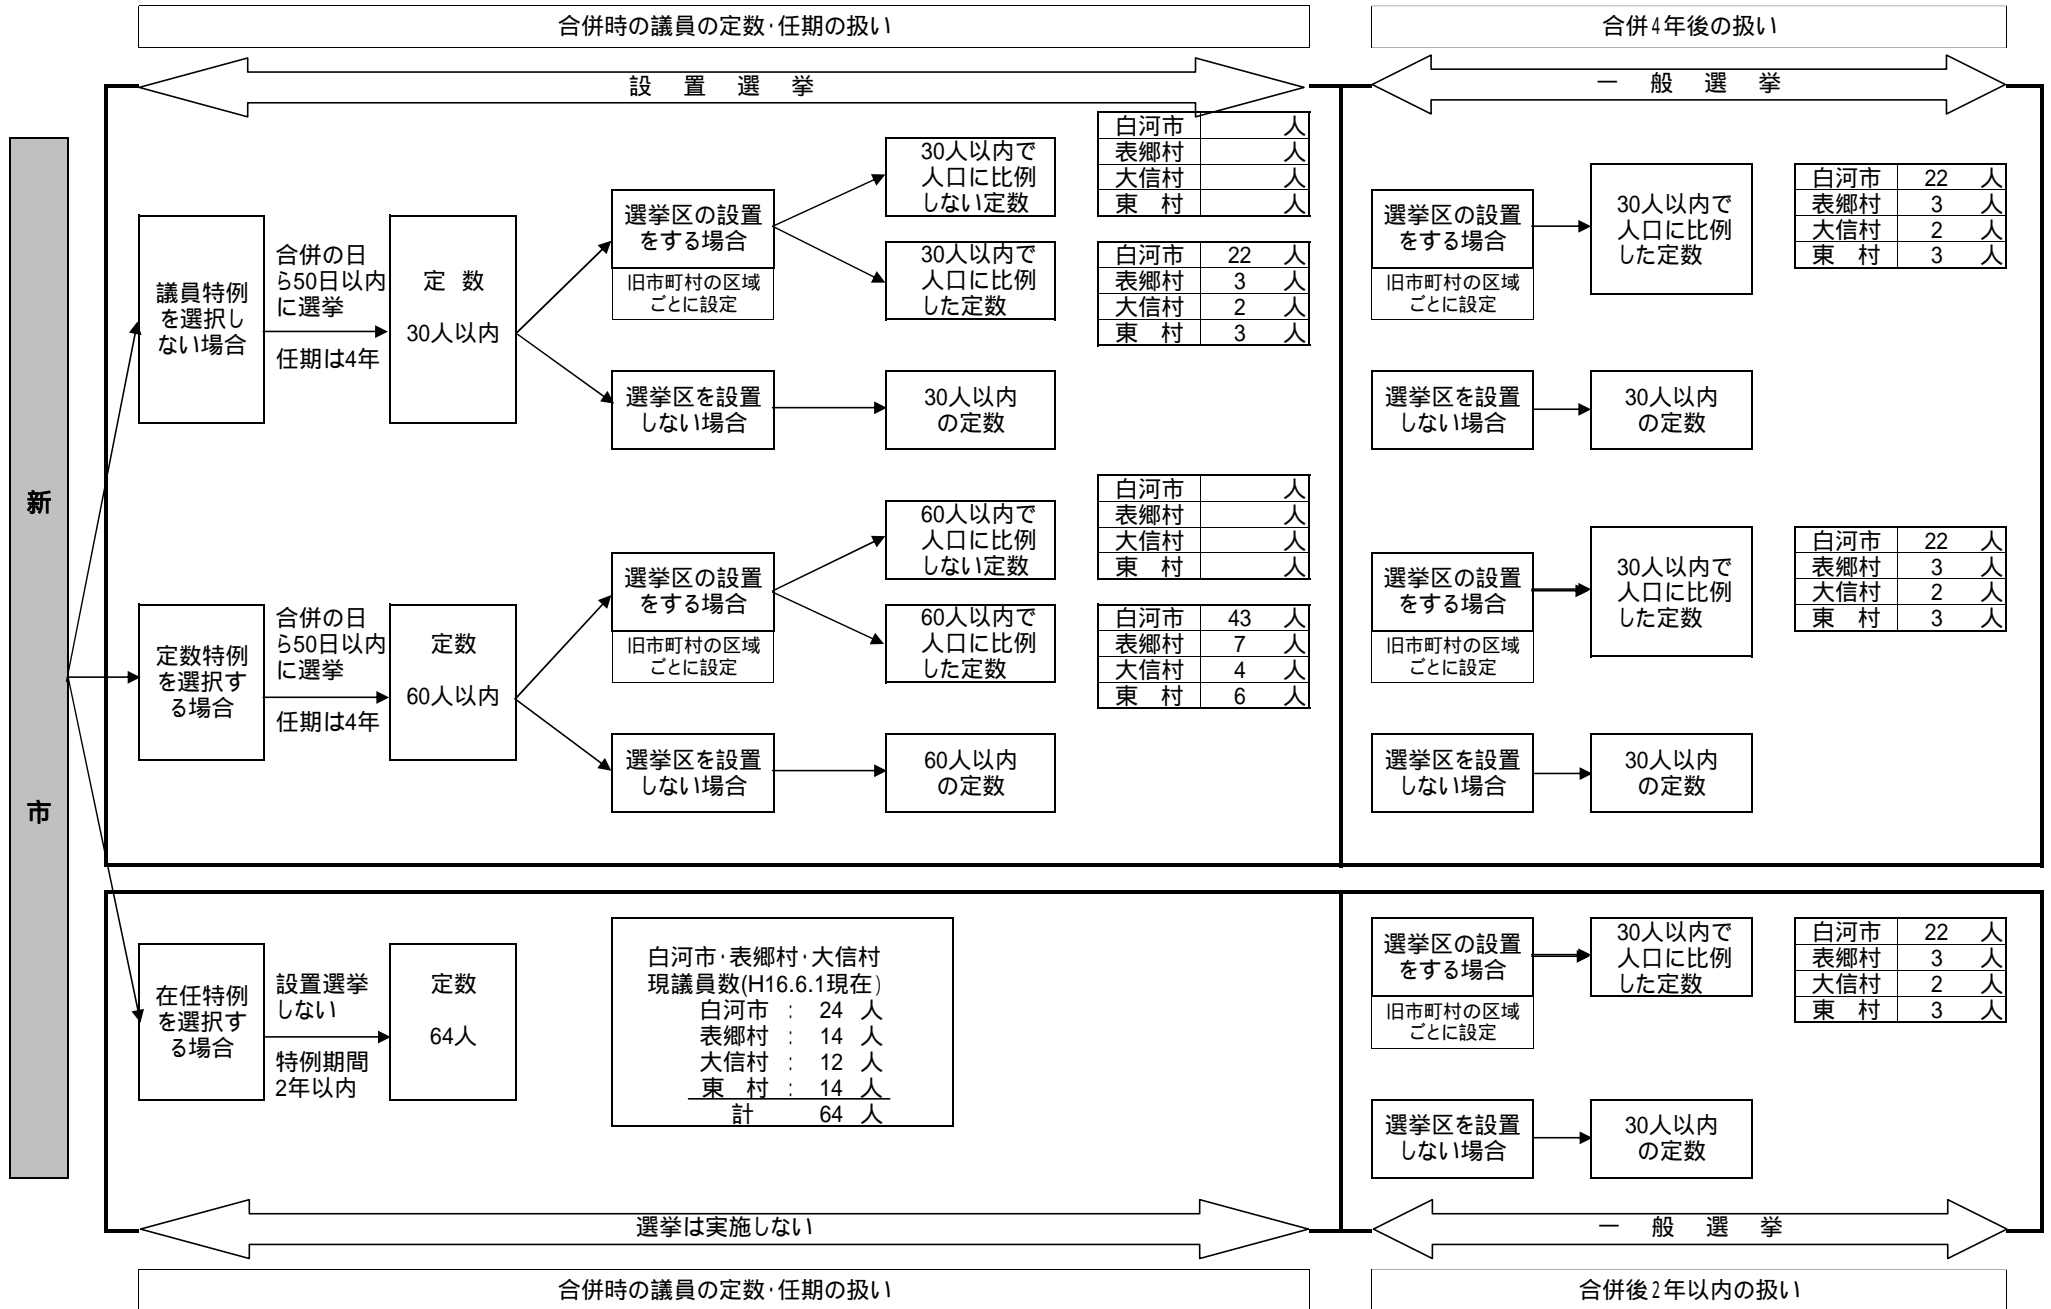 合併時の議員の定数・任期の扱い
合併4年後の扱い
設 置 選 挙
一 般 選 挙
新
市
議員特例
を選択し
ない場合
合併の日
ら50日以内
に選挙
任期は4年
定 数
30人以内
選挙区の設置
をする場合
旧市町村の区域
ごとに設定
30人以内で
人口に比例
しない定数
白河市 人
表郷村 人
大信村 人
東 村 人
30人以内で
人口に比例
した定数
白河市 22 人
表郷村 3 人
大信村 2 人
東 村 3 人
選挙区を設置
しない場合
30人以内
の定数
選挙区の設置
をする場合
旧市町村の区域
ごとに設定
30人以内で
人口に比例
した定数
白河市 22 人
表郷村 3 人
大信村 2 人
東 村 3 人
選挙区を設置
しない場合
30人以内
の定数
定数特例
を選択す
る場合
合併の日
ら50日以内
に選挙
任期は4年
定数
60人以内
選挙区の設置
をする場合
旧市町村の区域
ごとに設定
60人以内で
人口に比例
しない定数
白河市 人
表郷村 人
大信村 人
東 村 人
60人以内で
人口に比例
した定数
白河市 43 人
表郷村 7 人
大信村 4 人
東 村 6 人
選挙区を設置
しない場合
60人以内
の定数
選挙区の設置
をする場合
旧市町村の区域
ごとに設定
30人以内で
人口に比例
した定数
白河市 22 人
表郷村 3 人
大信村 2 人
東 村 3 人
選挙区を設置
しない場合
30人以内
の定数
在任特例
を選択す
る場合
設置選挙
しない
特例期間
2年以内
定数
64人
白河市・表郷村・大信村
現議員数(H16.6.1現在)
白河市 : 24 人
表郷村 : 14 人
大信村 : 12 人
東 村 : 14 人
計 64 人
選挙区の設置
をする場合
旧市町村の区域
ごとに設定
30人以内で
人口に比例
した定数
白河市 22 人
表郷村 3 人
大信村 2 人
東 村 3 人
選挙区を設置
しない場合
30人以内
の定数
選挙は実施しない
一 般 選 挙
合併時の議員の定数・任期の扱い
合併後2年以内の扱い